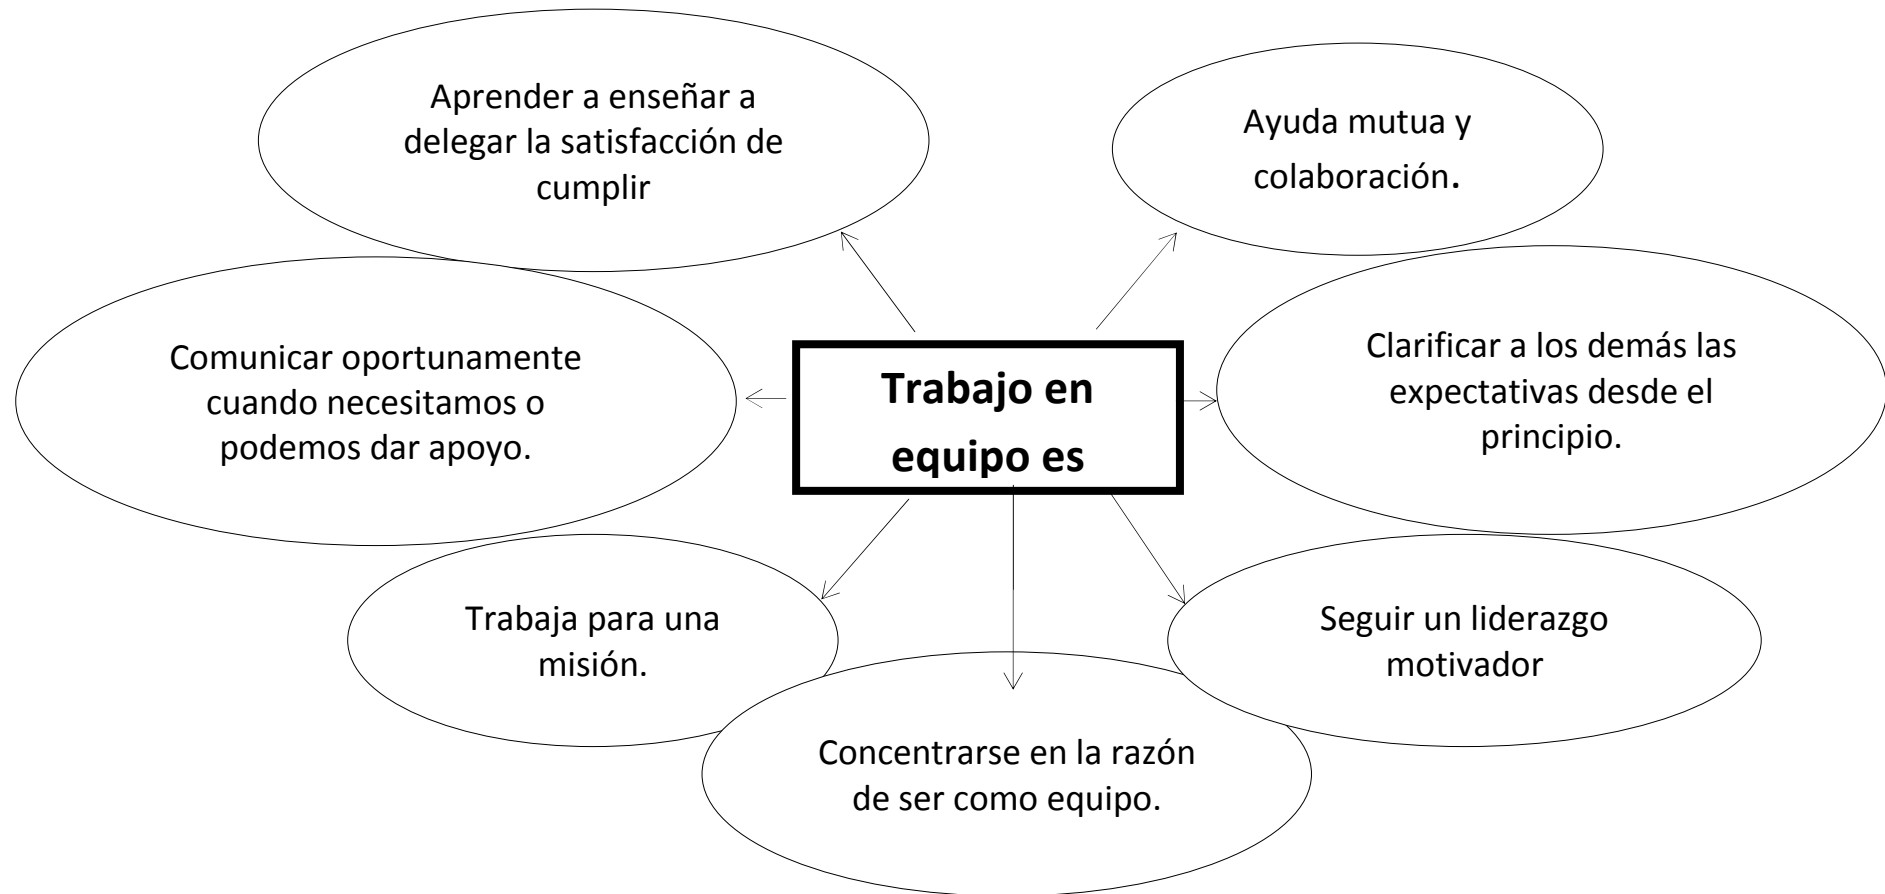 Aprender a enseñar a
delegar la satisfacción de
cumplir
Ayuda mutua y
colaboración.
Comunicar oportunamente
cuando necesitamos o
podemos dar apoyo.
Trabajo en
equipo es
Clarificar a los demás las
expectativas desde el
principio.
Trabaja para una
misión.
Seguir un liderazgo
motivador
Concentrarse en la razón
de ser como equipo.